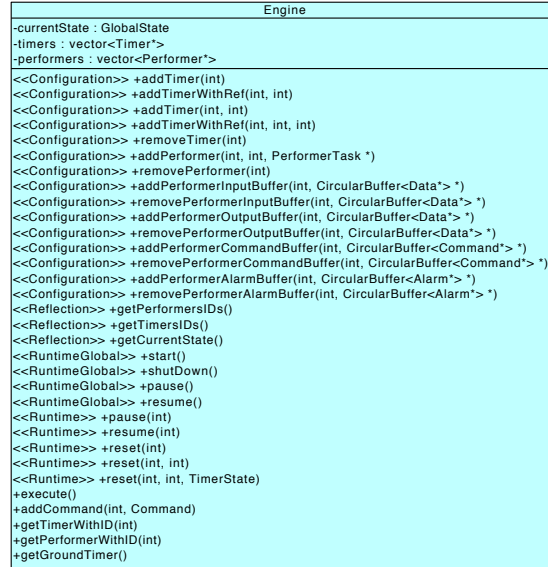 Engine
-currentState : GlobalState
-timers : vector<Timer*>
-performers : vector<Performer*>
<<Configuration>> +addTimer(int)
<<Configuration>> +addTimerWithRef(int, int)
<<Configuration>> +addTimer(int, int)
<<Configuration>> +addTimerWithRef(int, int, int)
<<Configuration>> +removeTimer(int)
<<Configuration>> +addPerformer(int, int, PerformerTask *)
<<Configuration>> +removePerformer(int)
<<Configuration>> +addPerformerInputBuffer(int, CircularBuffer<Data*> *)
<<Configuration>> +removePerformerInputBuffer(int, CircularBuffer<Data*> *)
<<Configuration>> +addPerformerOutputBuffer(int, CircularBuffer<Data*> *)
<<Configuration>> +removePerformerOutputBuffer(int, CircularBuffer<Data*> *)
<<Configuration>> +addPerformerCommandBuffer(int, CircularBuffer<Command*> *)
<<Configuration>> +removePerformerCommandBuffer(int, CircularBuffer<Command*> *)
<<Configuration>> +addPerformerAlarmBuffer(int, CircularBuffer<Alarm*> *)
<<Configuration>> +removePerformerAlarmBuffer(int, CircularBuffer<Alarm*> *)
<<Reflection>> +getPerformersIDs()
<<Reflection>> +getTimersIDs()
<<Reflection>> +getCurrentState()
<<RuntimeGlobal>> +start()
<<RuntimeGlobal>> +shutDown()
<<RuntimeGlobal>> +pause()
<<RuntimeGlobal>> +resume()
<<Runtime>> +pause(int)
<<Runtime>> +resume(int)
<<Runtime>> +reset(int)
<<Runtime>> +reset(int, int)
<<Runtime>> +reset(int, int, TimerState)
+execute()
+addCommand(int, Command)
+getTimerWithID(int)
+getPerformerWithID(int)
+getGroundTimer()